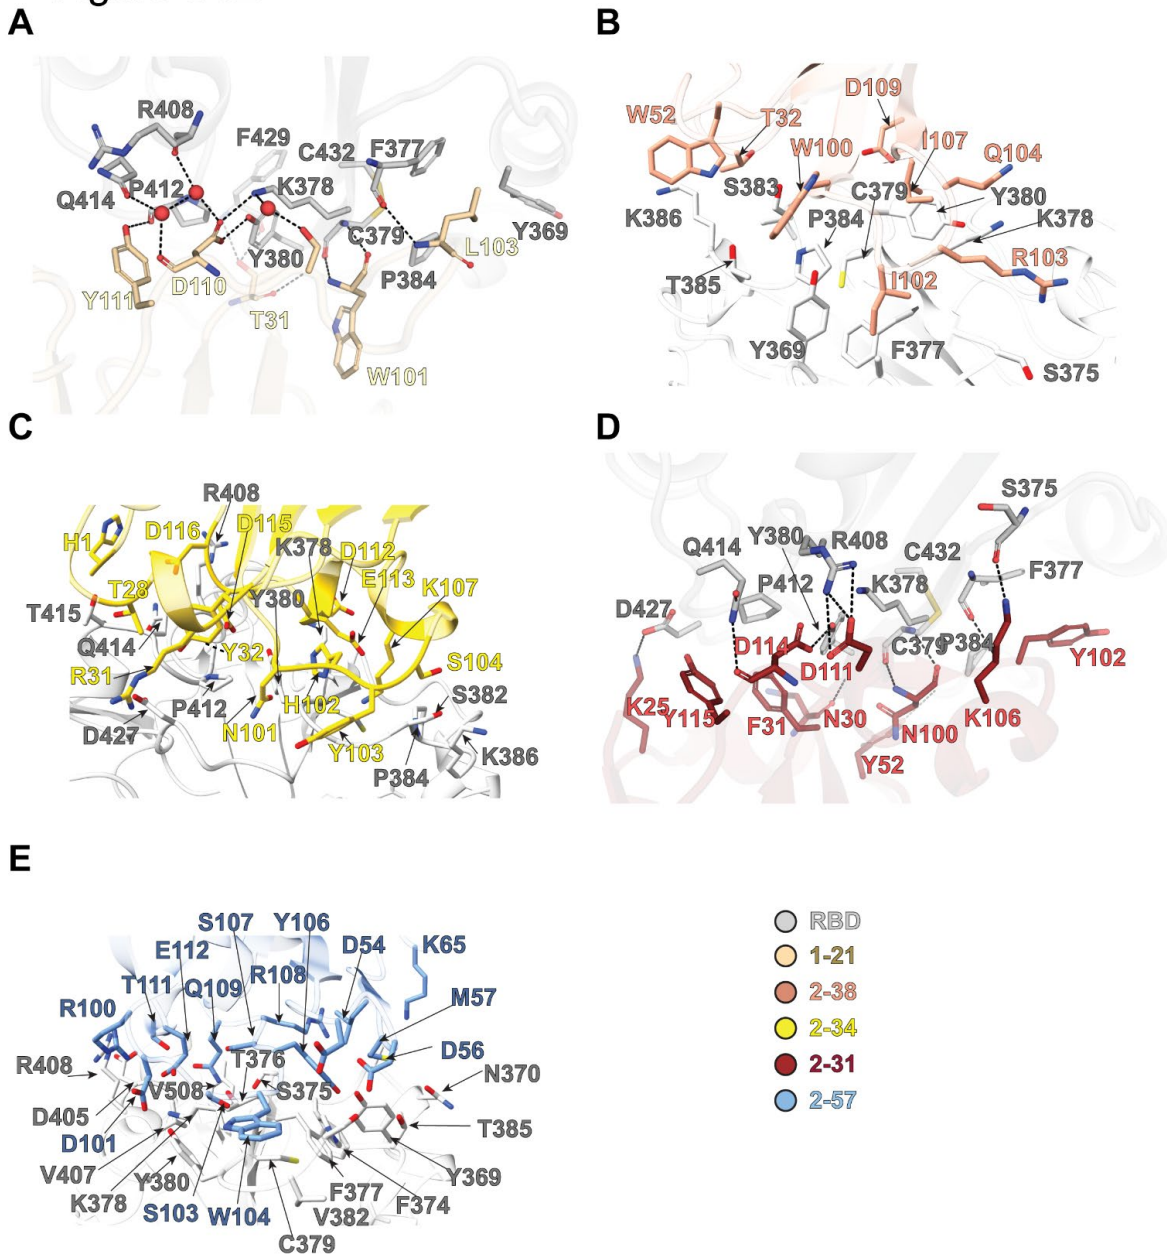 A
R408
F429
C432
F377
Q414
P412
K378
Y369
Y380
C379
L103
P384
Y111
D110
T31
W101
B
D109
W52
T32
W100
I107
Q104
S383
C379
Y380
K386
P384
K378
T385
R103
I102
Y369
F377
S375
C
R408
H1
D116
D115
K378
D112
E113
T28
Y380
K107
T415
Q414
Y32
R31
S104
P412
H102
S382
D427
N101
Y103
K386
P384
D
S375
Q414
Y380
R408
C432
P412
K378
F377
D427
D114
C379
P384
D111
Y102
K25
Y115
F31
N30
N100
K106
Y52
E
S107
Y106
E112
D54
K65
T111
Q109
R108
R100
M57
T376
D56
R408
V508
S375
N370
D405
D101
T385
V407
Y380
Y369
K378
F377
F374
S103
W104
V382
C379
RBD
1-21
2-38
2-34
2-31
2-57